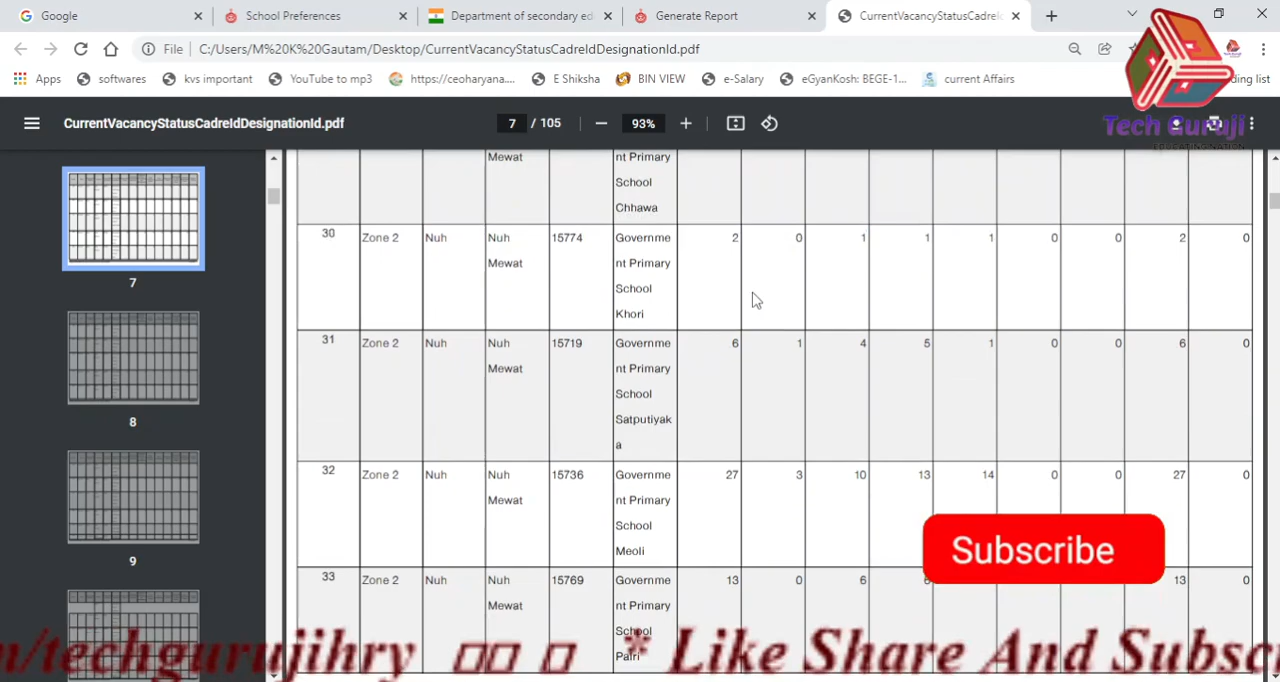 Google
School Preferences
Department of secondary ed
Generate Report
CurrentVacancyStatusCadreId
File C:/Users/M%20K%20Gautam/Desktop/CurrentVacancyStatusCadreIdDesignationId.pdf
Apps softwares kvs important YouTube to mp3 https://ceoharyana.... E Shiksha BIN VIEW e-Salary eGyanKosh: BEGE-1... current Affairs ding list
CurrentVacancyStatusCadreIdDesignationId.pdf 7 / 105 93%
Tech Guruji
EDUCATING NATION
7
8
9
Mewat nt Primary
School
Chhawa
30 Zone 2 Nuh Nuh 15774 Governme 2 0 1 1 1 0 0 2 0
Mewat nt Primary
School
Khori
31 Zone 2 Nuh Nuh 15719 Governme 6 1 4 5 1 0 0 6 0
Mewat nt Primary
School
Satputiyak
a
32 Zone 2 Nuh Nuh 15736 Governme 27 3 10 13 14 0 0 27 0
Mewat nt Primary
School
Meoli
Subscribe
33 Zone 2 Nuh Nuh 15769 Governme 13 0 6 13 0
Mewat nt Primary
School
Palri
m/techgurujihry * Like Share And Subsc